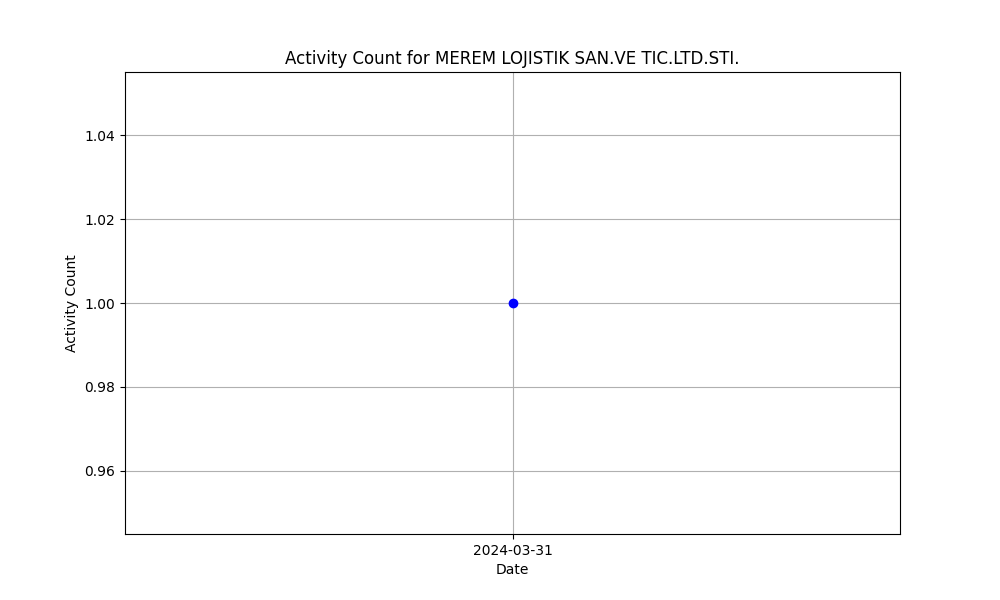 Activity Count for MEREM LOJISTIK SAN.VE TIC.LTD.STI.
1.04
1.02
1.00
0.98
0.96
Activity Count
2024-03-31
Date